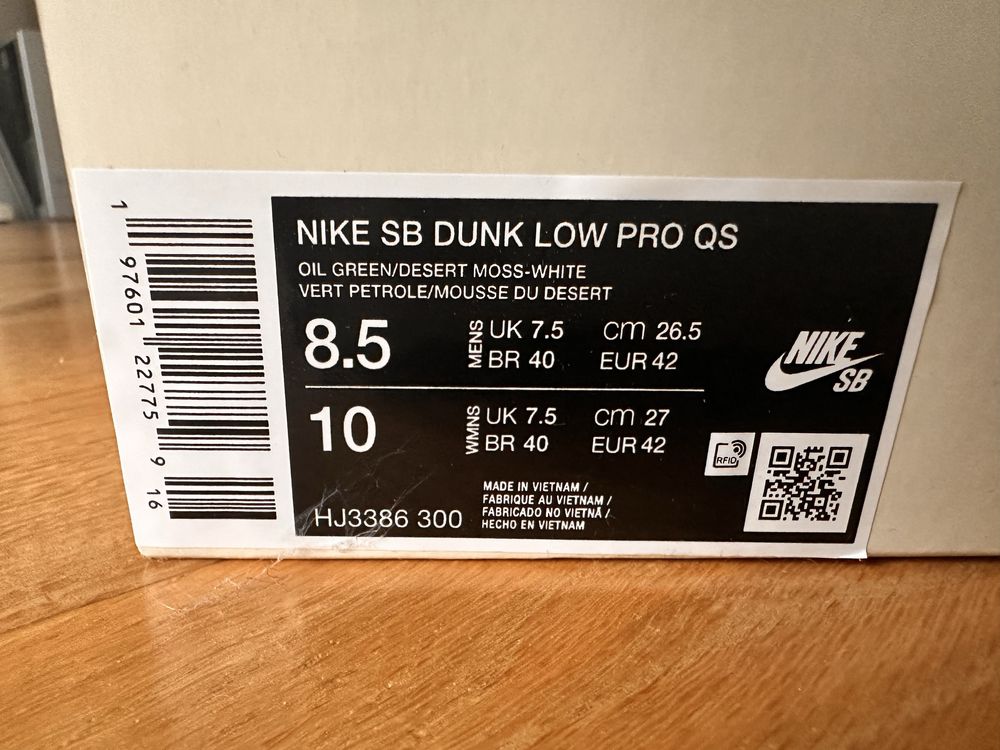 1 97601 22775 9 16
NIKE SB DUNK LOW PRO QS
OIL GREEN/DESERT MOSS-WHITE
VERT PETROLE/MOUSSE DU DESERT
8.5 MENS UK 7.5 cm 26.5
BR 40 EUR 42
10 WMNS UK 7.5 cm 27
BR 40 EUR 42
NIKE
SB
RFID
HJ3386 300
MADE IN VIETNAM /
FABRIQUE AU VIETNAM /
FABRICADO NO VIETNÃ /
HECHO EN VIETNAM